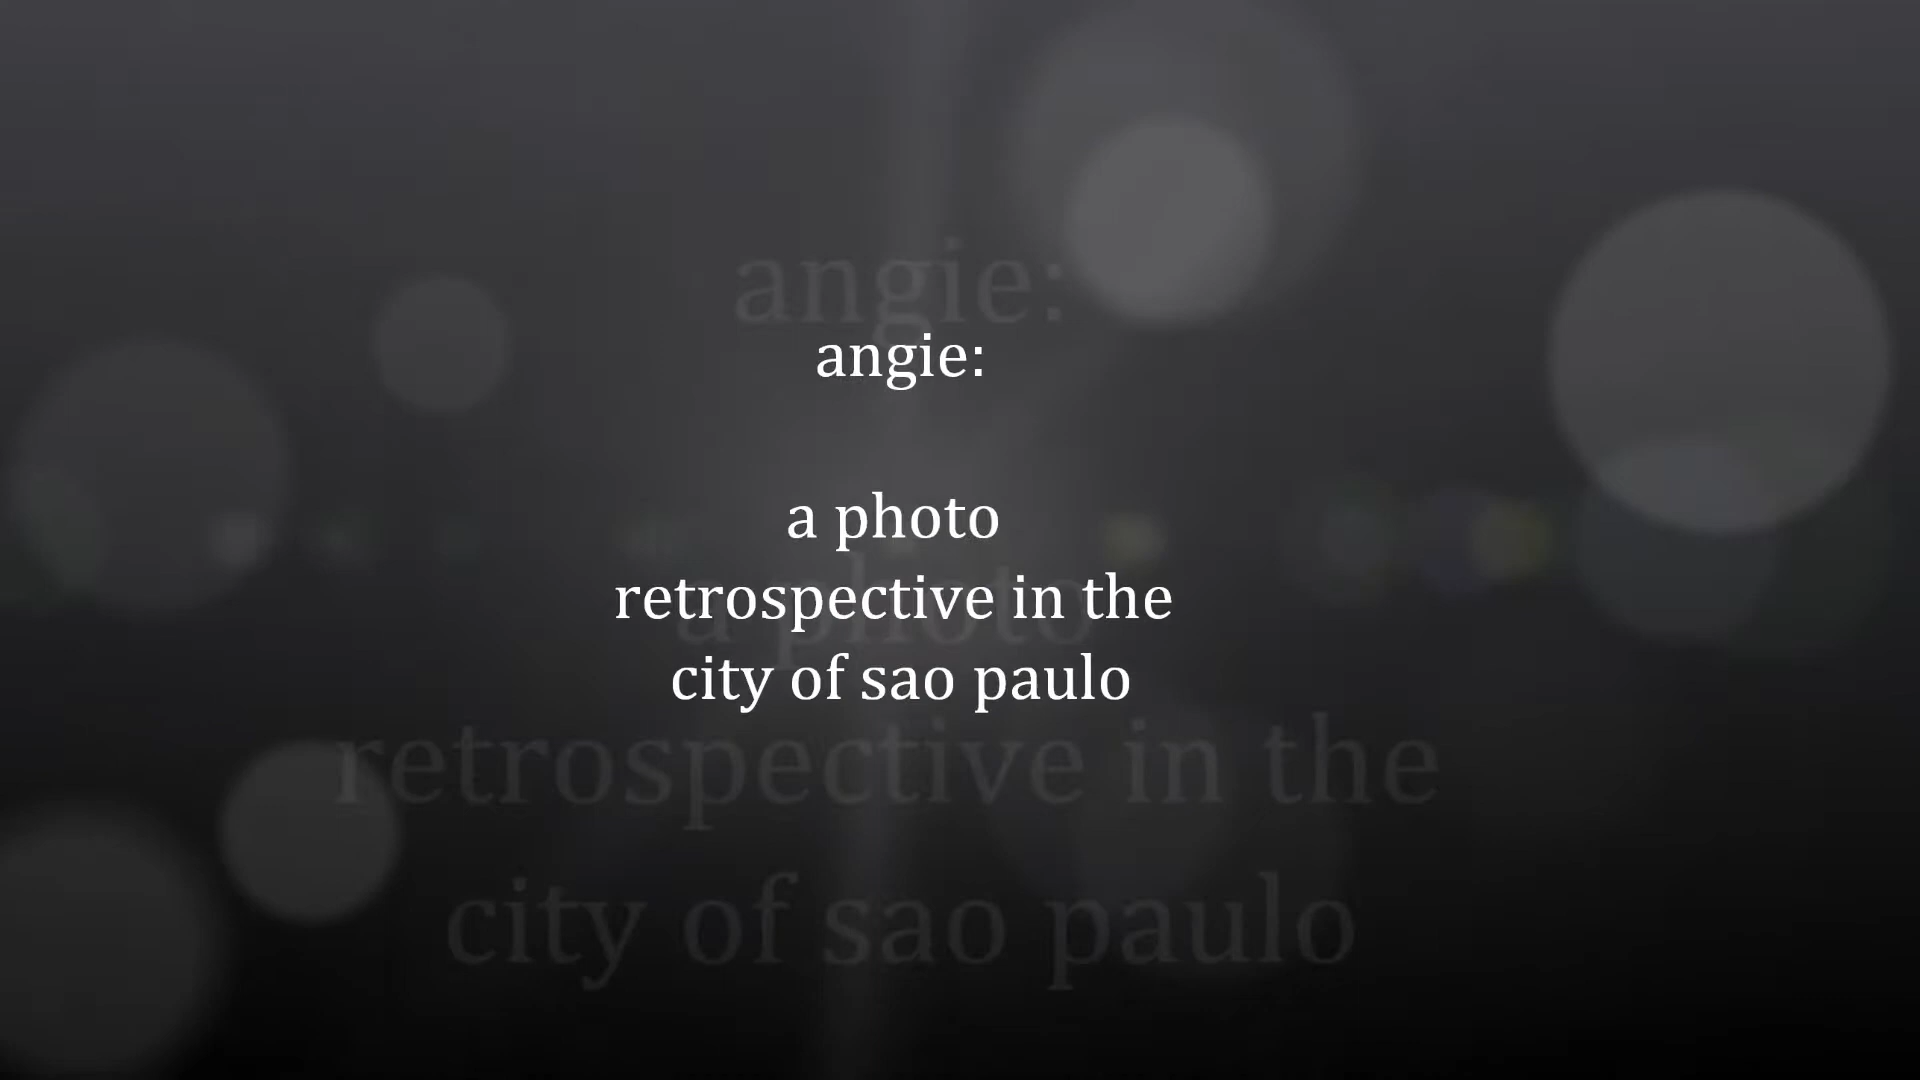 angie:
a photo
retrospective in the
city of sao paulo